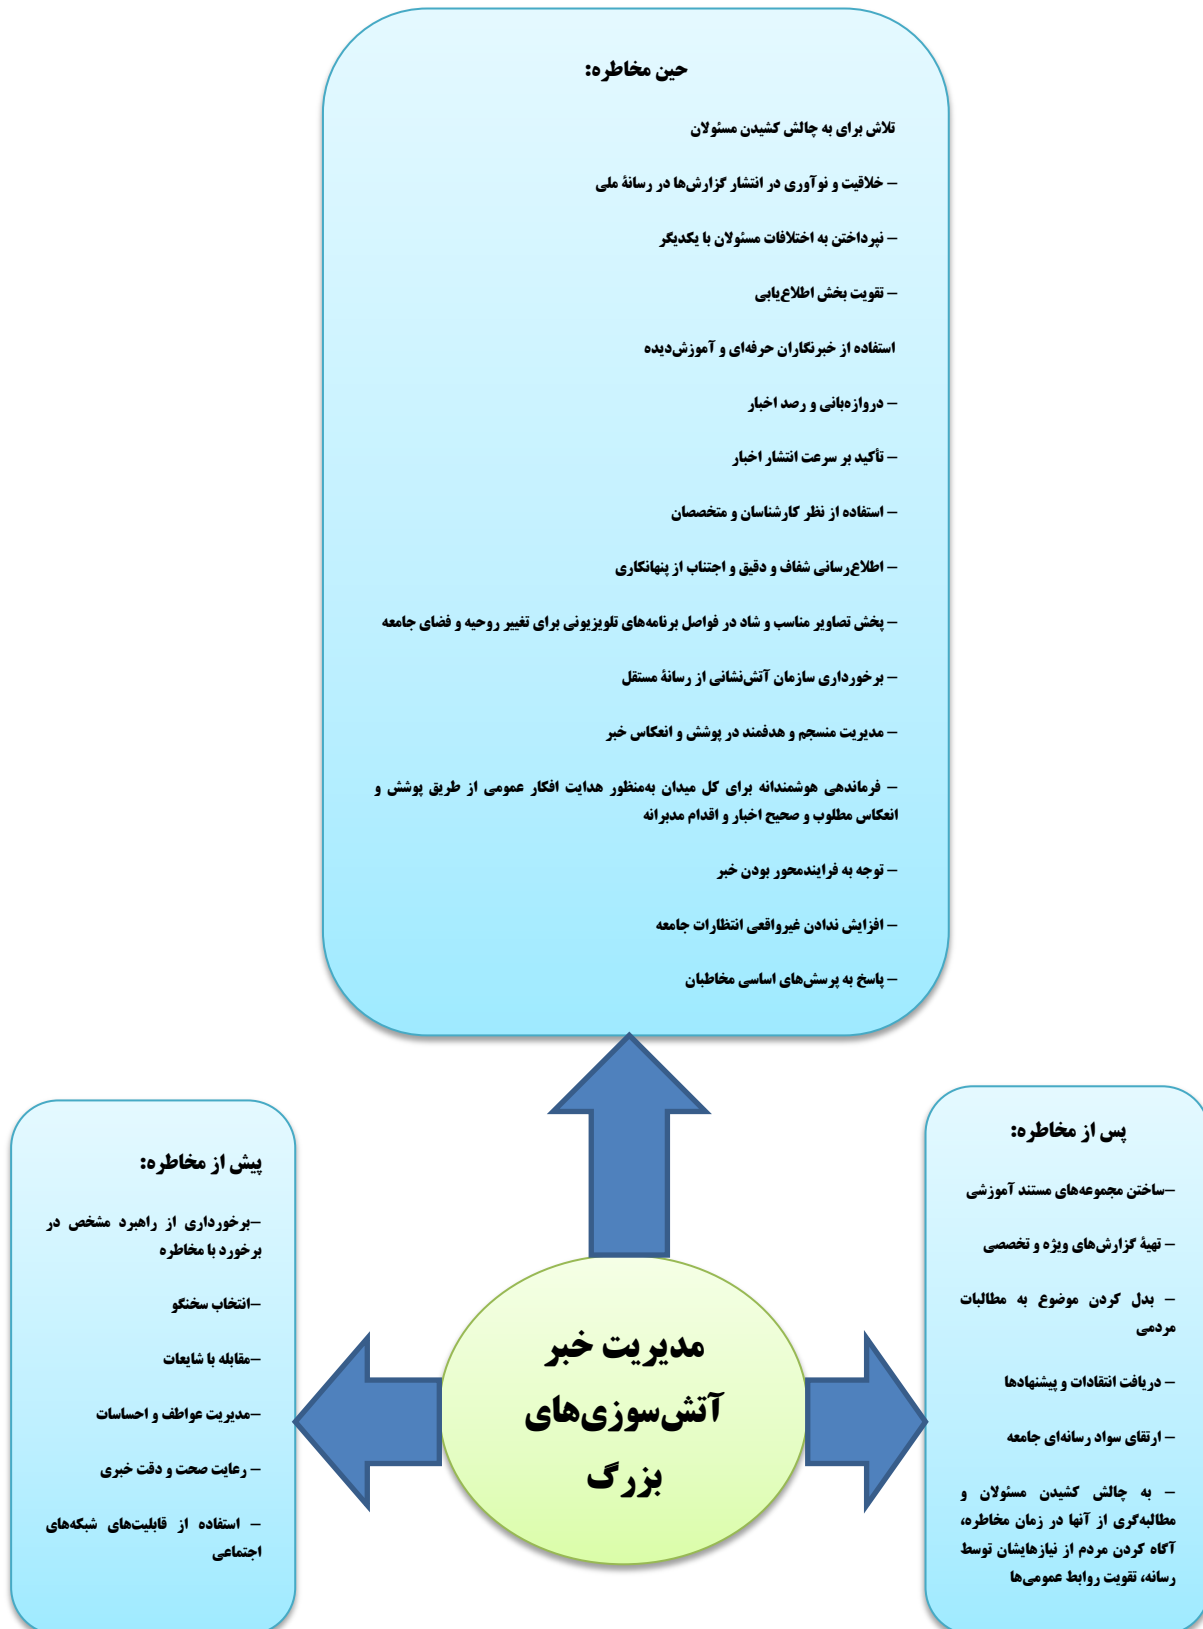 حین مخاطره:
تلاش برای به چالش کشیدن مسئولان
– خلاقیت و نوآوری در انتشار گزارش‌ها در رسانۀ ملی
– نپرداختن به اختلافات مسئولان با یکدیگر
– تقویت بخش اطلاع‌یابی
استفاده از خبرنگاران حرفه‌ای و آموزش‌دیده
– دروازه‌بانی و رصد اخبار
– تأکید بر سرعت انتشار اخبار
– استفاده از نظر کارشناسان و متخصصان
– اطلاع‌رسانی شفاف و دقیق و اجتناب از پنهانکاری
– پخش تصاویر مناسب و شاد در فواصل برنامه‌های تلویزیونی برای تغییر روحیه و فضای جامعه
– برخورداری سازمان آتش‌نشانی از رسانۀ مستقل
– مدیریت منسجم و هدفمند در پوشش و انعکاس خبر
– فرماندهی هوشمندانه برای کل میدان به‌منظور هدایت افکار عمومی از طریق پوشش و
انعکاس مطلوب و صحیح اخبار و اقدام مدبرانه
– توجه به فرایندمحور بودن خبر
– افزایش ندادن غیرواقعی انتظارات جامعه
– پاسخ به پرسش‌های اساسی مخاطبان
پس از مخاطره:
–ساختن مجموعه‌های مستند آموزشی
– تهیۀ گزارش‌های ویژه و تخصصی
– بدل کردن موضوع به مطالبات
مردمی
– دریافت انتقادات و پیشنهادها
– ارتقای سواد رسانه‌ای جامعه
– به چالش کشیدن مسئولان و
مطالبه‌گری از آنها در زمان مخاطره،
آگاه کردن مردم از نیازهایشان توسط
رسانه، تقویت روابط عمومی‌ها
مدیریت خبر
آتش‌سوزی‌های
بزرگ
پیش از مخاطره:
–برخورداری از راهبرد مشخص در
برخورد با مخاطره
–انتخاب سخنگو
–مقابله با شایعات
–مدیریت عواطف و احساسات
– رعایت صحت و دقت خبری
– استفاده از قابلیت‌های شبکه‌های
اجتماعی